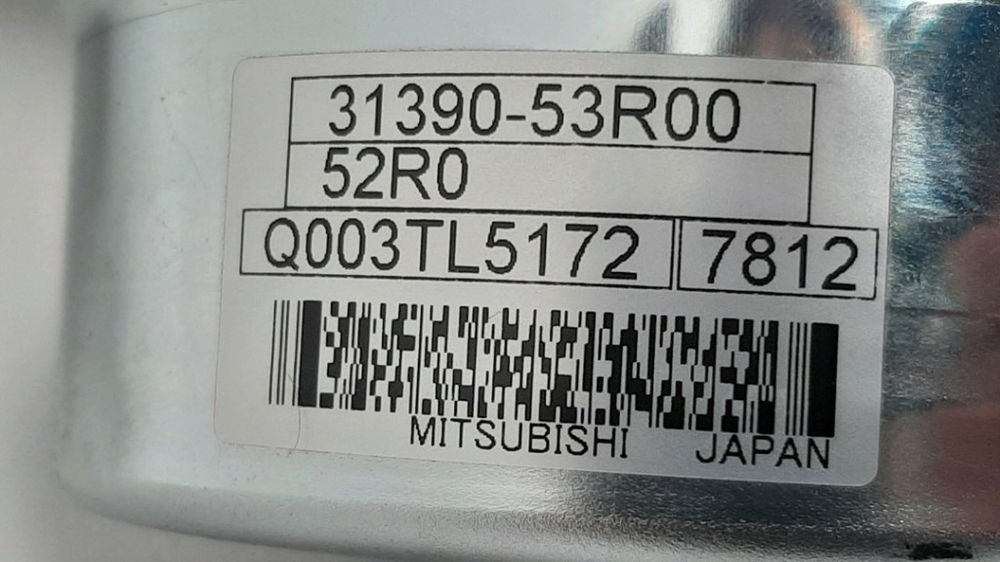 31390-53R00
52R0
Q003TL5172 7812
MITSUBISHI JAPAN